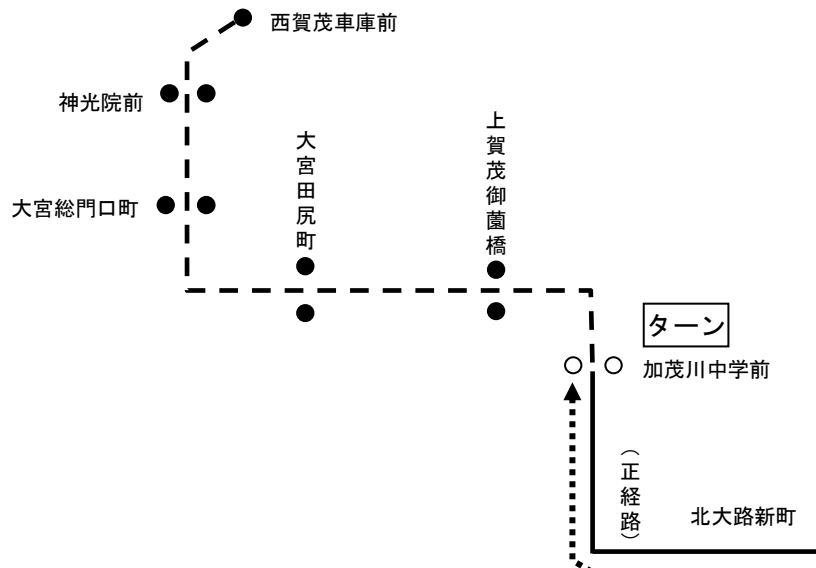 西賀茂車庫前
神光院前
大宮総門口町
大宮田尻町
上賀茂御薗橋
ターン
加茂川中学前
（正経路）
北大路新町